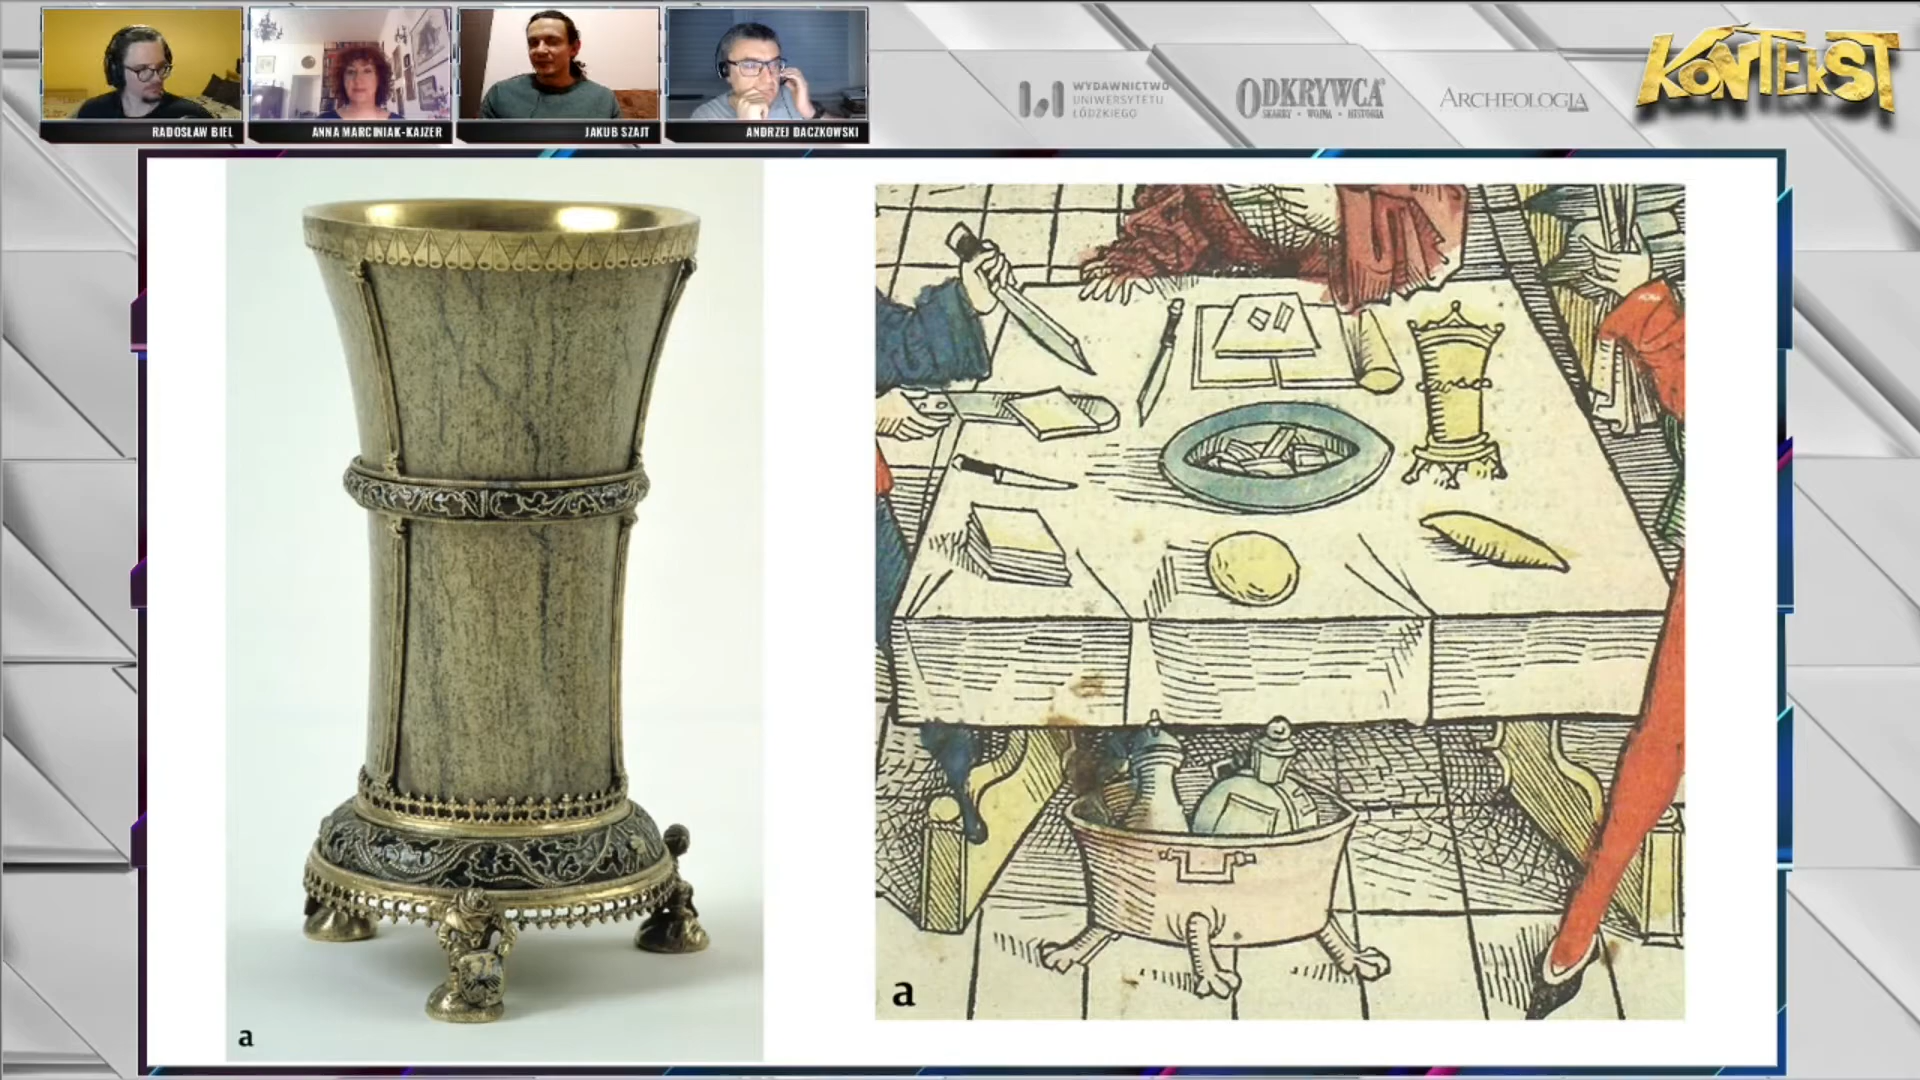 RADOSŁAW BIEL
ANNA MARCINIAK-KAJZER
JAKUB SZAJT
ANDRZEJ DACZKOWSKI
WYDAWNICTWO
UNIWERSYTETU
ŁÓDZKIEGO
ODKRYWCA
SKARBY • WOJNA • HISTORIA
ARCHEOLOGIA
KONTEKST
a
a